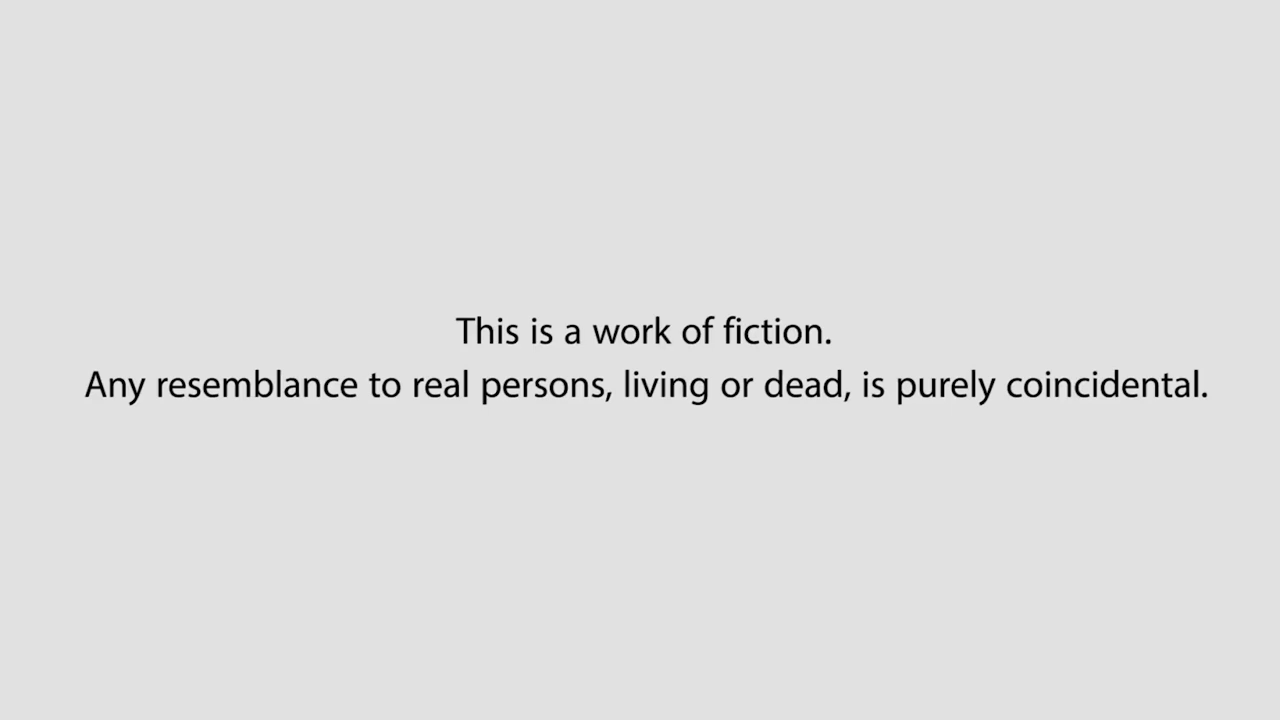 This is a work of fiction.
Any resemblance to real persons, living or dead, is purely coincidental.